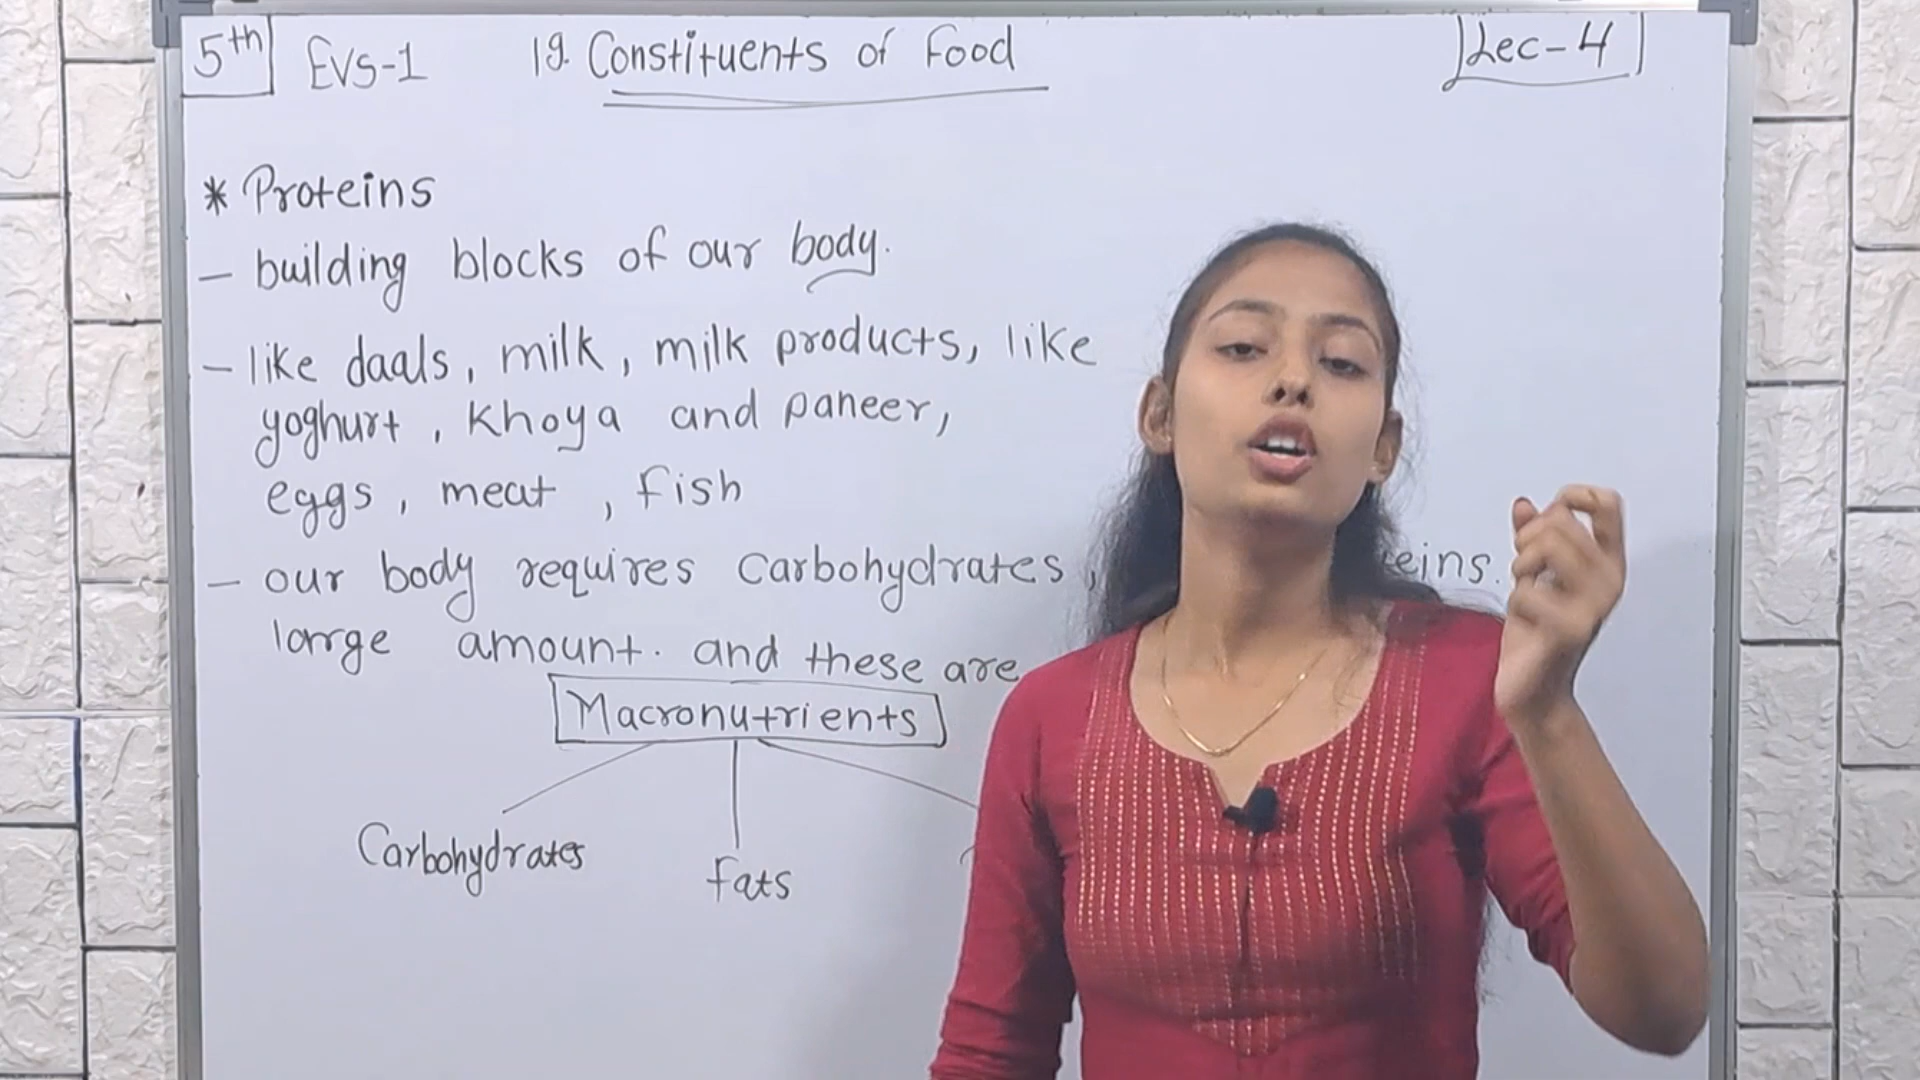 5th EVS-1 19. Constituents of Food Lec-4
* Proteins
- building blocks of our body.
- like daals, milk, milk products, like
yoghurt, khoya and paneer,
eggs, meat, fish
- our body requires Carbohydrates,
large amount. and these are
Macronutrients
Carbohydrates
fats